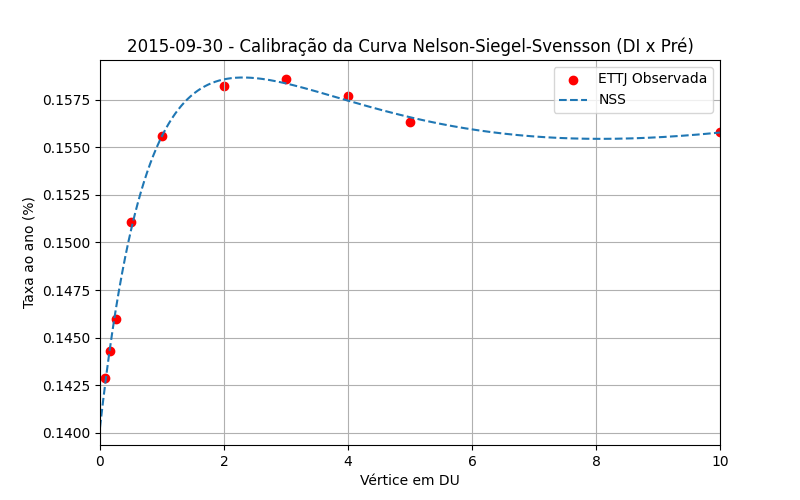 2015-09-30 - Calibração da Curva Nelson-Siegel-Svensson (DI x Pré)
ETTJ Observada
NSS
Taxa ao ano (%)
0.1575
0.1550
0.1525
0.1500
0.1475
0.1450
0.1425
0.1400
0 2 4 6 8 10
Vértice em DU